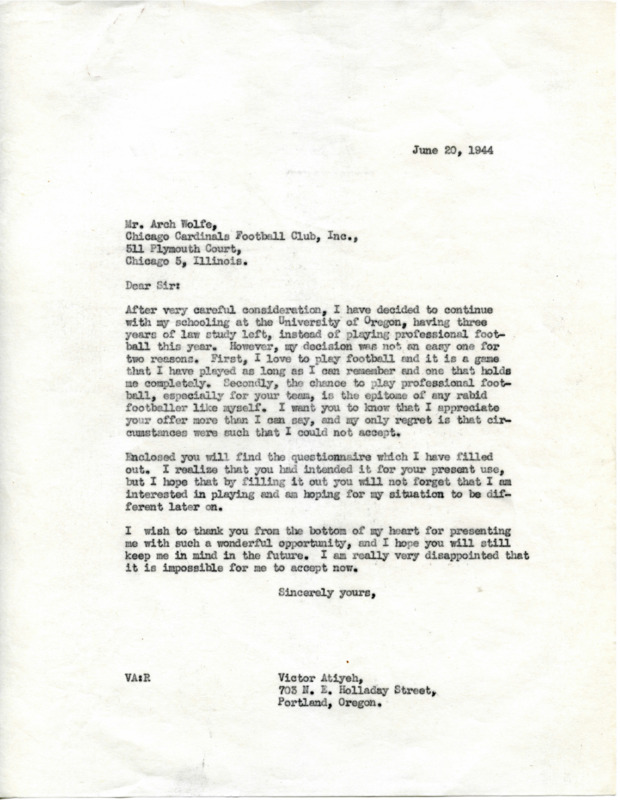 June 20, 1944
Mr. Arch Wolfe,
Chicago Cardinals Football Club, Inc.,
511 Plymouth Court,
Chicago 5, Illinois.
Dear Sir:
After very careful consideration, I have decided to continue
with my schooling at the University of Oregon, having three
years of law study left, instead of playing professional foot-
ball this year. However, my decision was not an easy one for
two reasons. First, I love to play football and it is a game
that I have played as long as I can remember and one that holds
me completely. Secondly, the chance to play professional foot-
ball, especially for your team, is the epitome of any rabid
footballer like myself. I want you to know that I appreciate
your offer more than I can say, and my only regret is that cir-
cumstances were such that I could not accept.
Enclosed you will find the questionnaire which I have filled
out. I realize that you had intended it for your present use,
but I hope that by filling it out you will not forget that I am
interested in playing and am hoping for my situation to be dif-
ferent later on.
I wish to thank you from the bottom of my heart for presenting
me with such a wonderful opportunity, and I hope you will still
keep me in mind in the future. I am really very disappointed that
it is impossible for me to accept now.
Sincerely yours,
VA:R
Victor Atiyeh,
703 N. E. Holladay Street,
Portland, Oregon.